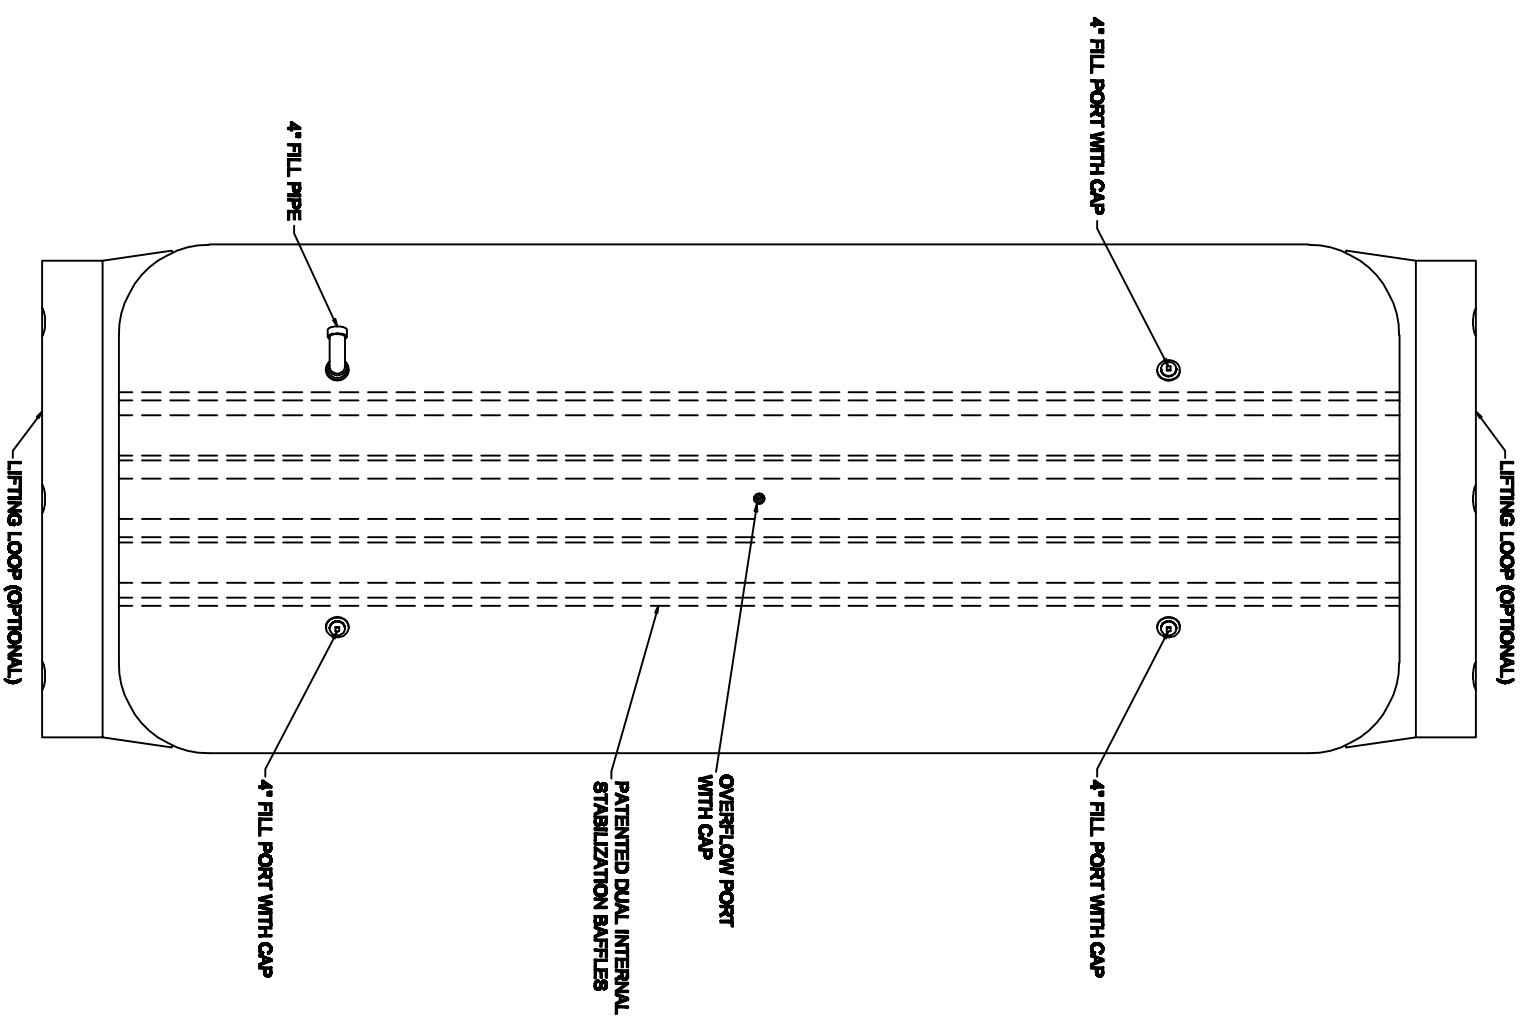 LIFTING LOOP (OPTIONAL)
4" FILL PORT WITH CAP
4" FILL PORT WITH CAP
OVERFLOW PORT
WITH CAP
PATENTED DUAL INTERNAL
STABILIZATION BAFFLES
4" FILL PIPE
4" FILL PORT WITH CAP
LIFTING LOOP (OPTIONAL)